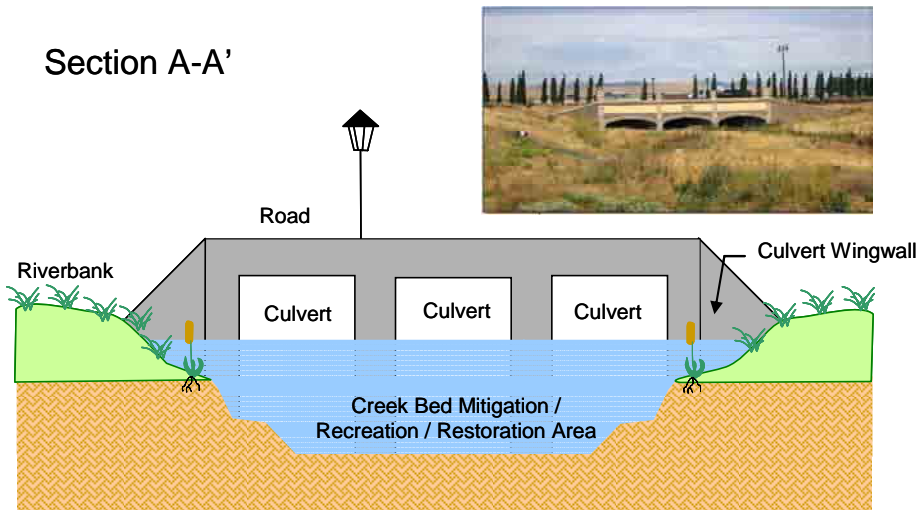 Section A-A’
Road
Culvert Wingwall
Riverbank
Culvert
Culvert
Culvert
Creek Bed Mitigation /
Recreation / Restoration Area